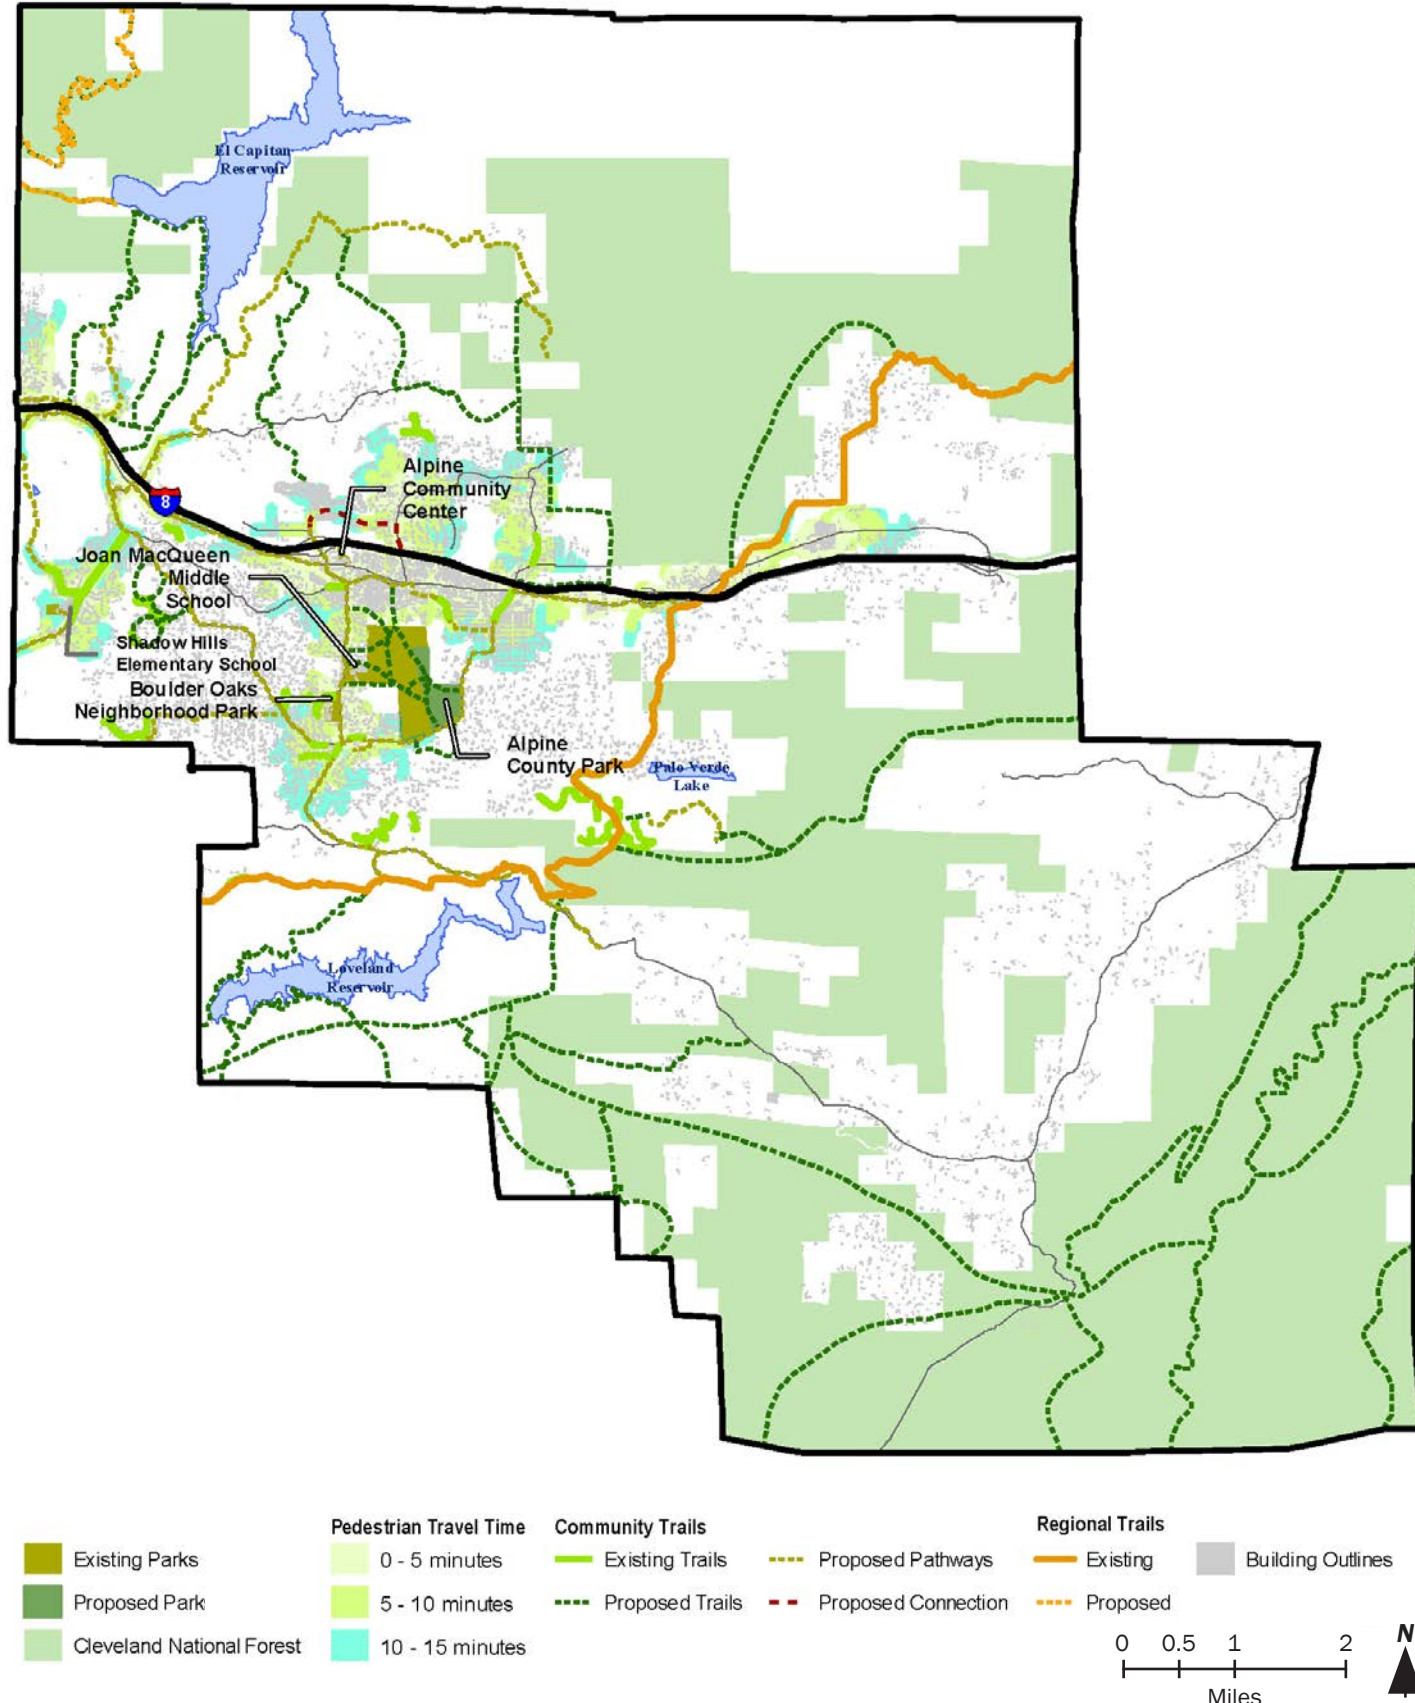 El Capitan
Reservoir
8
Alpine
Community
Center
Joan MacQueen
Middle
School
Shadow Hills
Elementary School
Boulder Oaks
Neighborhood Park
Alpine
County Park
Palo Verde
Lake
Loveland
Reservoir
Existing Parks
Proposed Park
Cleveland National Forest
Pedestrian Travel Time
0 - 5 minutes
5 - 10 minutes
10 - 15 minutes
Community Trails
Existing Trails
Proposed Trails
Proposed Pathways
Proposed Connection
Regional Trails
Existing
Proposed
Building Outlines
0 0.5 1 2
Miles
N